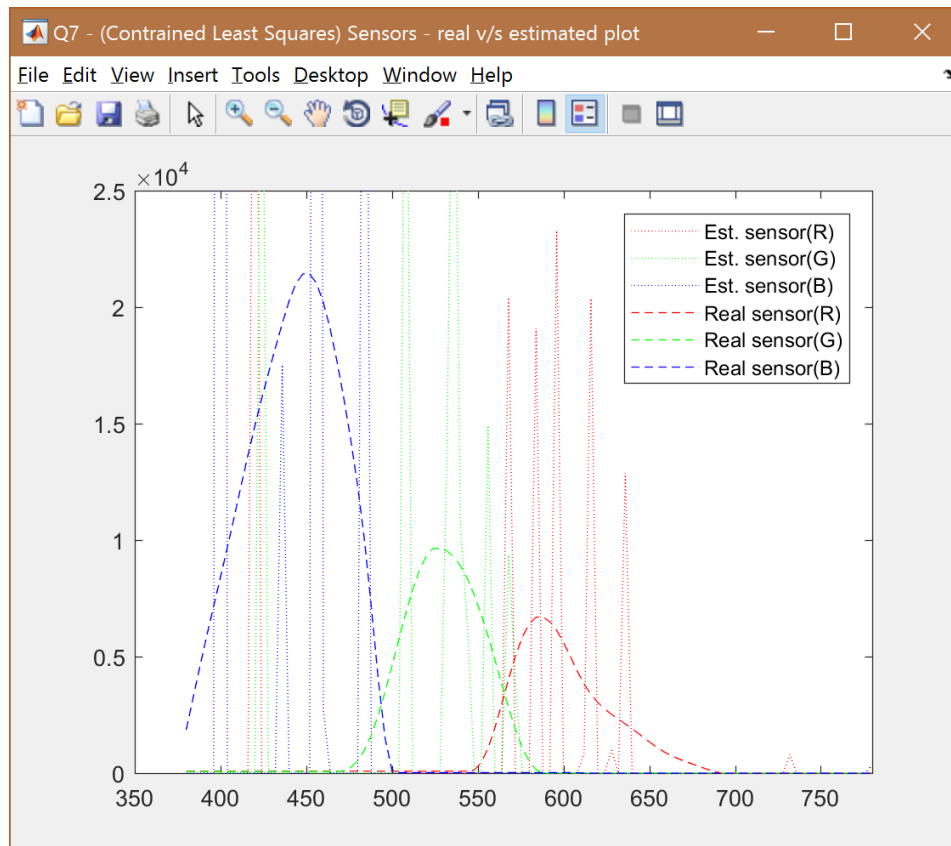 Q7 - (Contrained Least Squares) Sensors - real v/s estimated plot
File Edit View Insert Tools Desktop Window Help
×10^4
2.5
2
1.5
1
0.5
0
350 400 450 500 550 600 650 700 750
Est. sensor(R)
Est. sensor(G)
Est. sensor(B)
Real sensor(R)
Real sensor(G)
Real sensor(B)